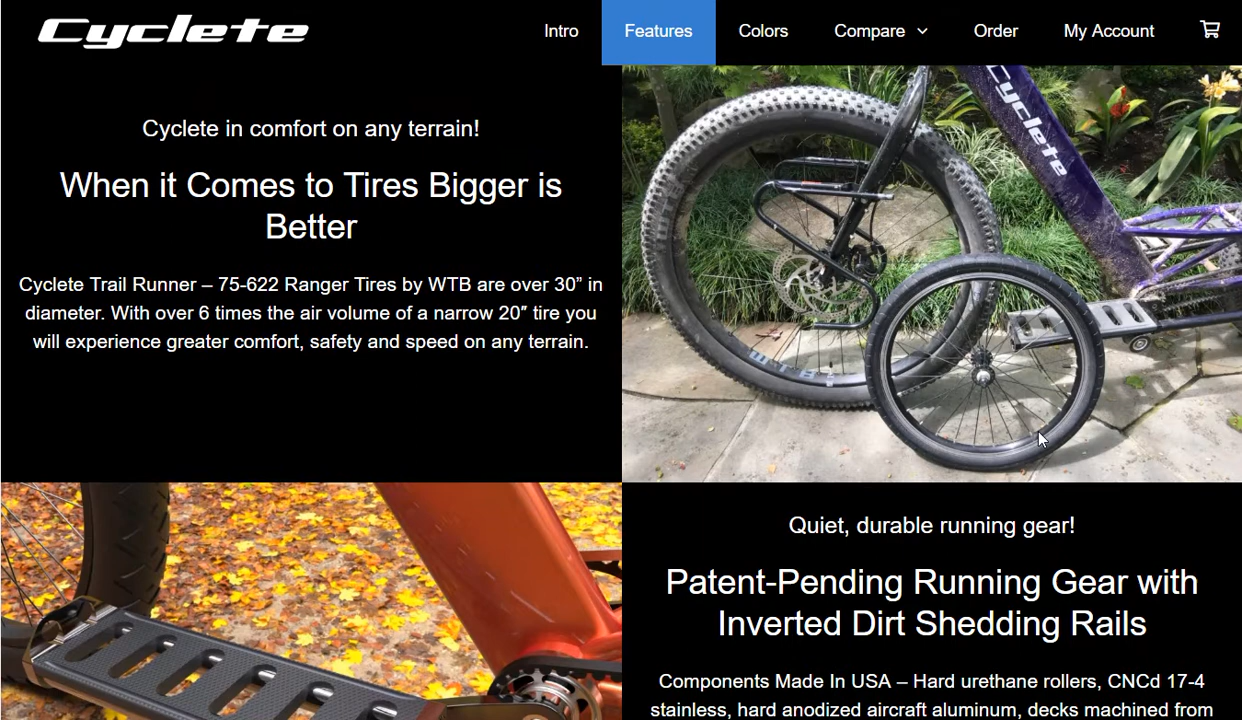 Cyclete
Intro
Features
Colors
Compare
Order
My Account
Cyclete in comfort on any terrain!
When it Comes to Tires Bigger is
Better
Cyclete Trail Runner – 75-622 Ranger Tires by WTB are over 30” in
diameter. With over 6 times the air volume of a narrow 20″ tire you
will experience greater comfort, safety and speed on any terrain.
Cyclete
WTB
Quiet, durable running gear!
Patent-Pending Running Gear with
Inverted Dirt Shedding Rails
Components Made In USA – Hard urethane rollers, CNCd 17-4
stainless, hard anodized aircraft aluminum, decks machined from